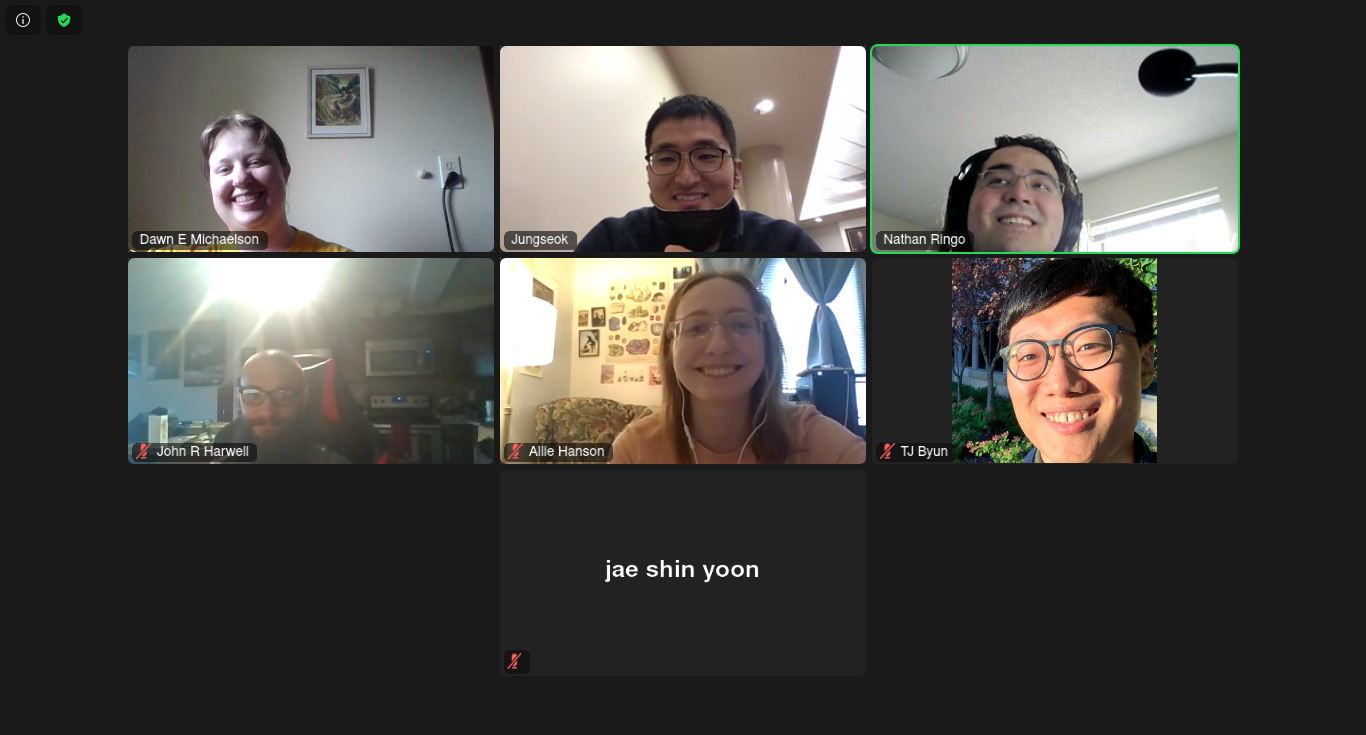 Dawn E Michaelson
Jungseok
Nathan Ringo
John R Harwell
Allie Hanson
TJ Byun
jae shin yoon